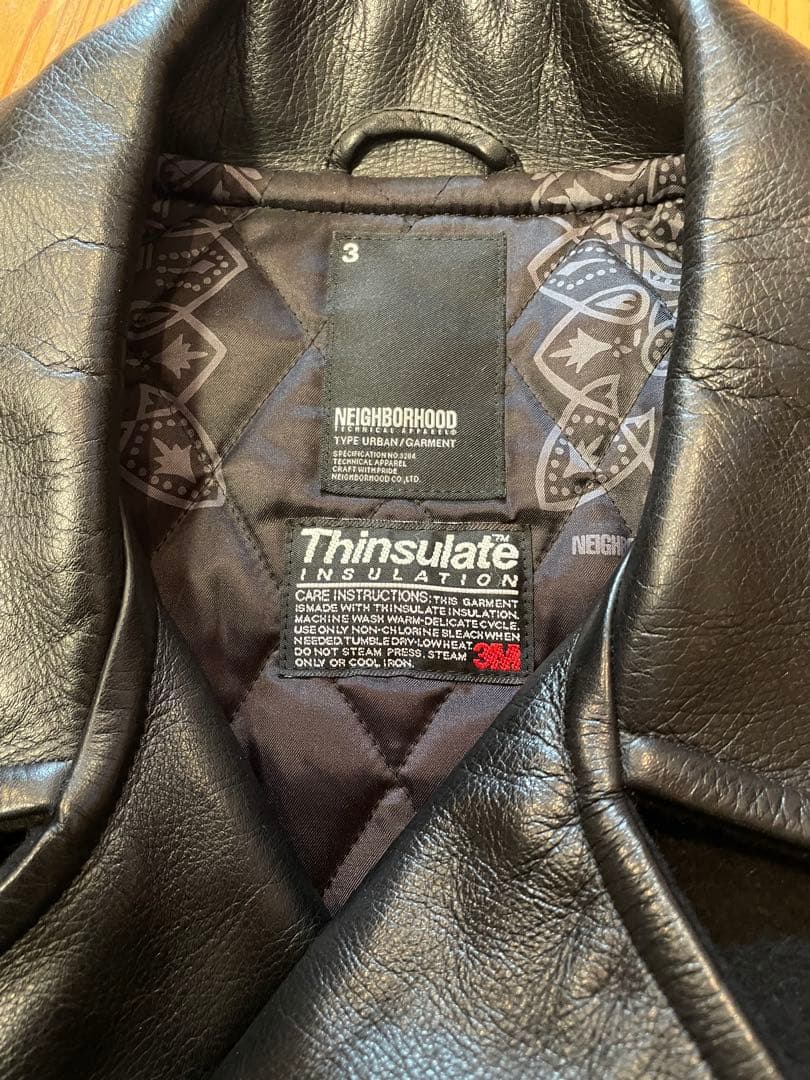 3
NEIGHBORHOOD
TECHNICAL APPAREL®
TYPE URBAN/GARMENT
SPECIFICATION NO.9284
TECHNICAL APPAREL
CRAFT WITH PRIDE
NEIGHBORHOOD CO.,LTD.
Thinsulate™
INSULATION
CARE INSTRUCTIONS: THIS GARMENT
IS MADE WITH THINSULATE INSULATION.
MACHINE WASH WARM-DELICATE CYCLE.
USE ONLY NON-CHLORINE BLEACH WHEN
NEEDED. TUMBLE DRY-LOW HEAT.
DO NOT STEAM PRESS, STEAM
ONLY OR COOL IRON.
3M
NEIGH